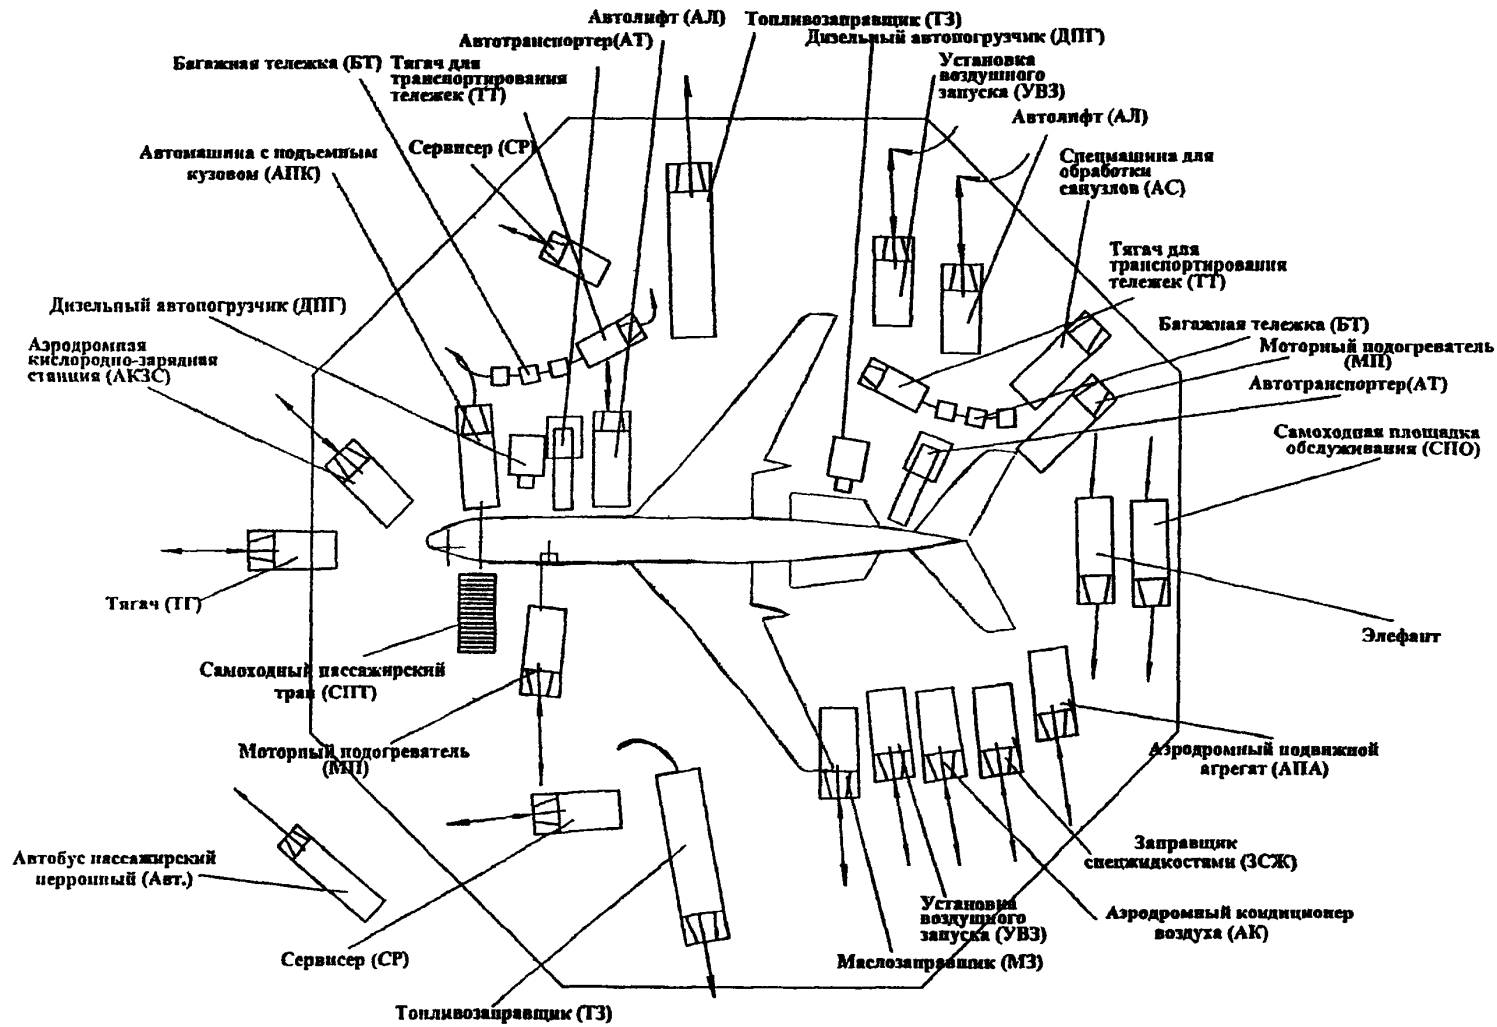 Автолифт (АЛ)
Топливозаправщик (ТЗ)
Автотранспортер(АТ)
Дизельный автопогрузчик (ДПГ)
Багажная тележка (БТ)
Тягач для
транспортирования
тележек (ТТ)
Установка
воздушного
запуска (УВЗ)
Автолифт (АЛ)
Автомашина с подъемным
кузовом (АПК)
Сервисер (СР)
Спецмашина для
обработки
санузлов (АС)
Тягач для
транспортирования
тележек (ТТ)
Дизельный автопогрузчик (ДПГ)
Багажная тележка (БТ)
Аэродромная
кислородно-зарядная
станция (АКЗС)
Моторный подогреватель
(МП)
Автотранспортер(АТ)
Самоходная площадка
обслуживания (СПО)
Тягач (ТГ)
Элефант
Самоходный пассажирский
трап (СПТ)
Моторный подогреватель
(МП)
Аэродромный подвижной
агрегат (АПА)
Автобус пассажирский
перронный (Авт.)
Заправщик
спецжидкостями (ЗСЖ)
Установка
воздушного
запуска (УВЗ)
Аэродромный кондиционер
воздуха (АК)
Сервисер (СР)
Маслозаправщик (МЗ)
Топливозаправщик (ТЗ)